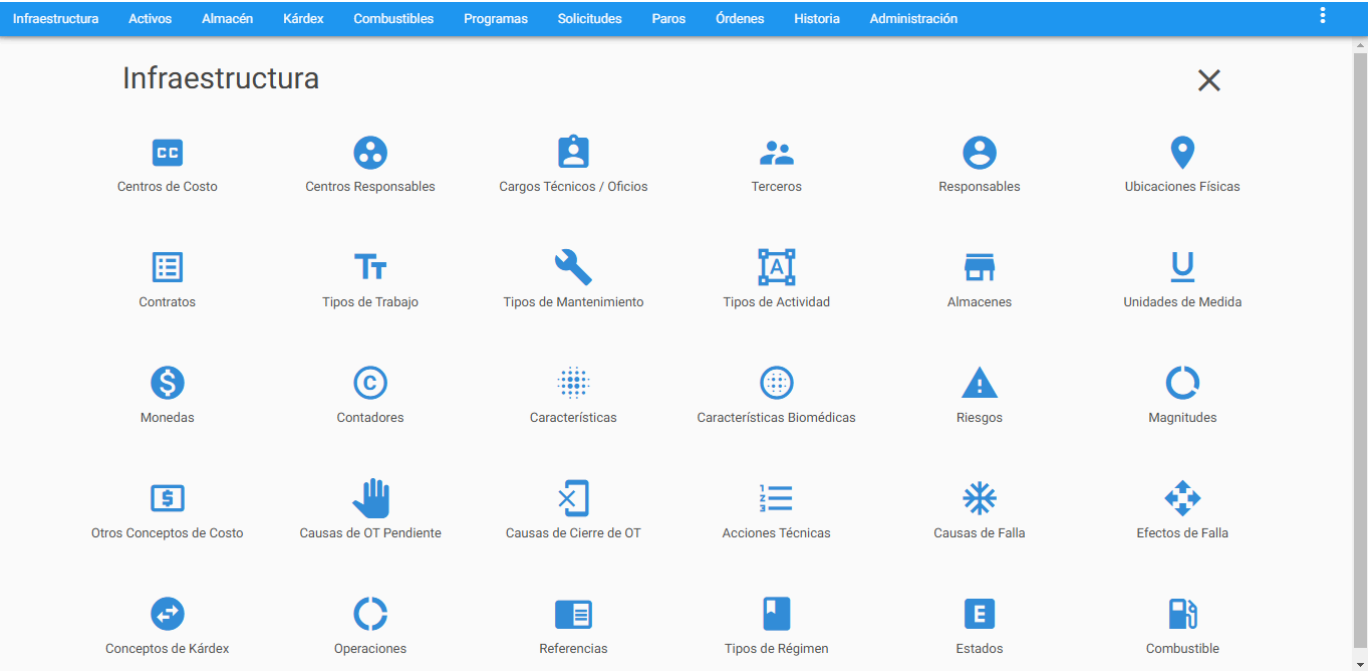 Infraestructura Activos Almacén Kárdex Combustibles Programas Solicitudes Paros Órdenes Historia Administración
Infraestructura
CC
Centros de Costo Centros Responsables Cargos Técnicos / Oficios Terceros Responsables Ubicaciones Físicas
TT A U
Contratos Tipos de Trabajo Tipos de Mantenimiento Tipos de Actividad Almacenes Unidades de Medida
$ C
Monedas Contadores Características Características Biomédicas Riesgos Magnitudes
$ 1 2 3
Otros Conceptos de Costo Causas de OT Pendiente Causas de Cierre de OT Acciones Técnicas Causas de Falla Efectos de Falla
E
Conceptos de Kárdex Operaciones Referencias Tipos de Régimen Estados Combustible